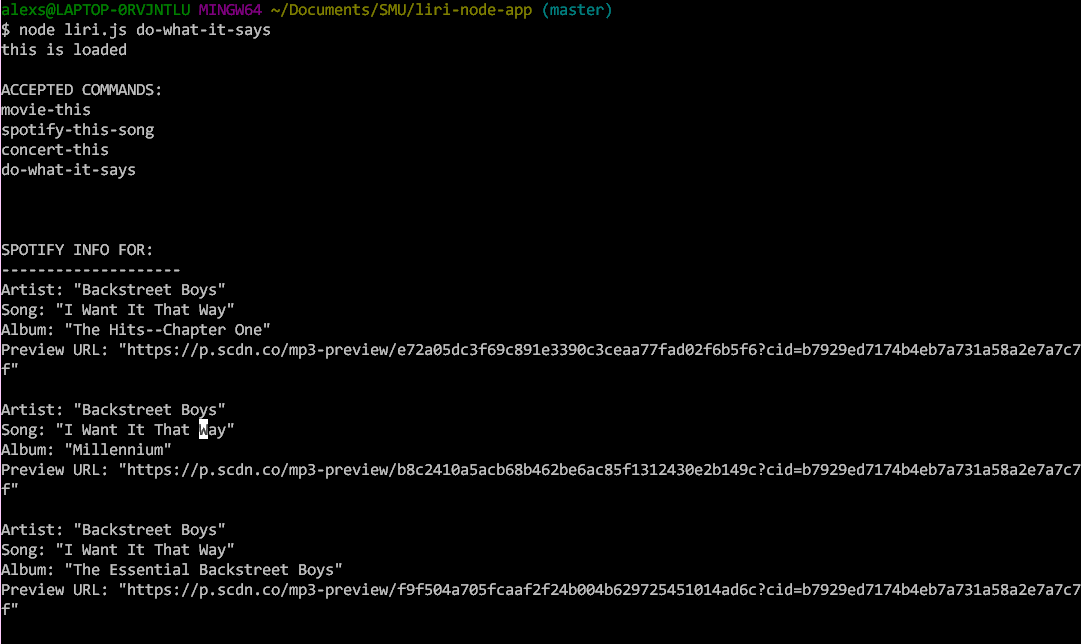 alexs@LAPTOP-0RVJNTLU MINGW64 ~/Documents/SMU/liri-node-app (master)
$ node liri.js do-what-it-says
this is loaded
ACCEPTED COMMANDS:
movie-this
spotify-this-song
concert-this
do-what-it-says
SPOTIFY INFO FOR:
--------------------
Artist: "Backstreet Boys"
Song: "I Want It That Way"
Album: "The Hits--Chapter One"
Preview URL: "https://p.scdn.co/mp3-preview/e72a05dc3f69c891e3390c3ceaa77fad02f6b5f6?cid=b7929ed7174b4eb7a731a58a2e7a7c7
f"
Artist: "Backstreet Boys"
Song: "I Want It That Way"
Album: "Millennium"
Preview URL: "https://p.scdn.co/mp3-preview/b8c2410a5acb68b462be6ac85f1312430e2b149c?cid=b7929ed7174b4eb7a731a58a2e7a7c7
f"
Artist: "Backstreet Boys"
Song: "I Want It That Way"
Album: "The Essential Backstreet Boys"
Preview URL: "https://p.scdn.co/mp3-preview/f9f504a705fcaaf2f24b004b629725451014ad6c?cid=b7929ed7174b4eb7a731a58a2e7a7c7
f"